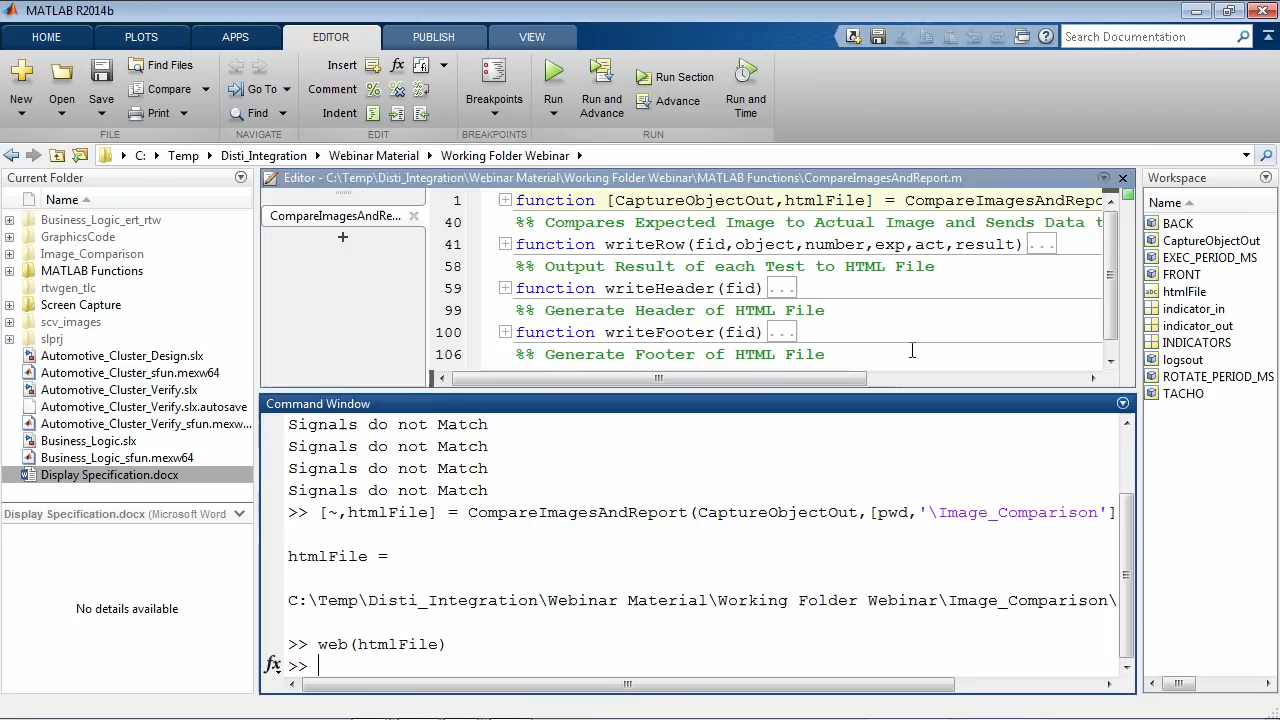 MATLAB R2014b
HOME PLOTS APPS EDITOR PUBLISH VIEW
Search Documentation
New Open Save Find Files Compare Print
Go To Find
Insert Comment Indent fx
Breakpoints
Run Run and Advance Run Section Advance Run and Time
FILE NAVIGATE EDIT BREAKPOINTS RUN
C: Temp Disti_Integration Webinar Material Working Folder Webinar
Current Folder
Name
Business_Logic_ert_rtw
GraphicsCode
Image_Comparison
MATLAB Functions
rtwgen_tlc
Screen Capture
scv_images
slprj
Automotive_Cluster_Design.slx
Automotive_Cluster_sfun.mexw64
Automotive_Cluster_Verify.slx
Automotive_Cluster_Verify.slx.autosave
Automotive_Cluster_Verify_sfun.mexw...
Business_Logic.slx
Business_Logic_sfun.mexw64
Display Specification.docx
Display Specification.docx (Microsoft Word
No details available
Editor - C:\Temp\Disti_Integration\Webinar Material\Working Folder Webinar\MATLAB Functions\CompareImagesAndReport.m
CompareImagesAndRe...
1 function [CaptureObjectOut,htmlFile] = CompareImagesAndRepo
40 %% Compares Expected Image to Actual Image and Sends Data t
41 function writeRow(fid,object,number,exp,act,result) ...
58 %% Output Result of each Test to HTML File
59 function writeHeader(fid) ...
99 %% Generate Header of HTML File
100 function writeFooter(fid) ...
106 %% Generate Footer of HTML File
Command Window
Signals do not Match
Signals do not Match
Signals do not Match
Signals do not Match
>> [~,htmlFile] = CompareImagesAndReport(CaptureObjectOut,[pwd,'\Image_Comparison']
htmlFile =
C:\Temp\Disti_Integration\Webinar Material\Working Folder Webinar\Image_Comparison\
>> web(htmlFile)
fx >>
Workspace
Name
BACK
CaptureObjectOut
EXEC_PERIOD_MS
FRONT
htmlFile
indicator_in
indicator_out
INDICATORS
logsout
ROTATE_PERIOD_MS
TACHO